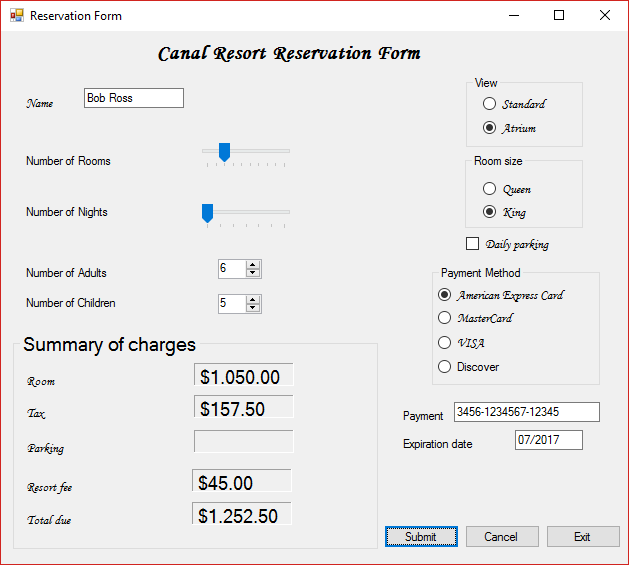 Reservation Form
Canal Resort Reservation Form
Name
Bob Ross
View
Standard
Atrium
Number of Rooms
Room size
Queen
King
Number of Nights
Daily parking
Number of Adults
6
Number of Children
5
Payment Method
American Express Card
MasterCard
VISA
Discover
Summary of charges
Room
$1.050.00
Tax
$157.50
Parking
Resort fee
$45.00
Total due
$1.252.50
Payment
3456-1234567-12345
Expiration date
07/2017
Submit
Cancel
Exit